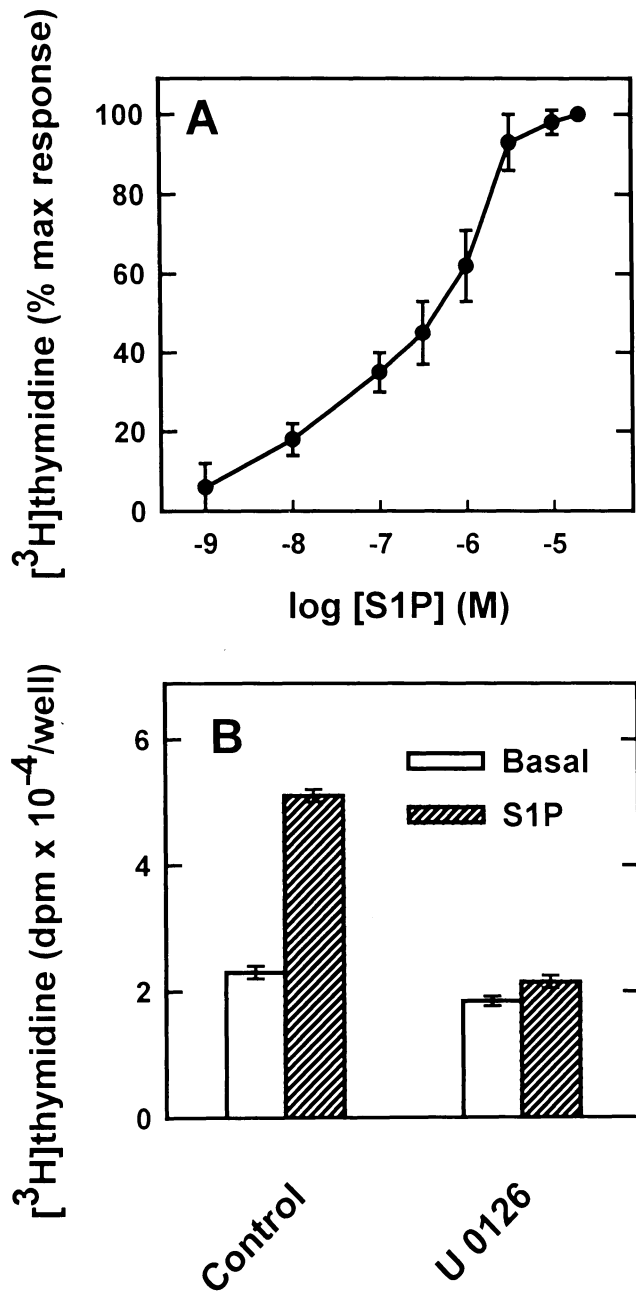 [³H]thymidine (% max response)
A
100
80
60
40
20
0
-9 -8 -7 -6 -5
log [S1P] (M)
[³H]thymidine (dpm x 10⁻⁴/well)
B
Basal
S1P
6
4
2
0
Control
U 0126